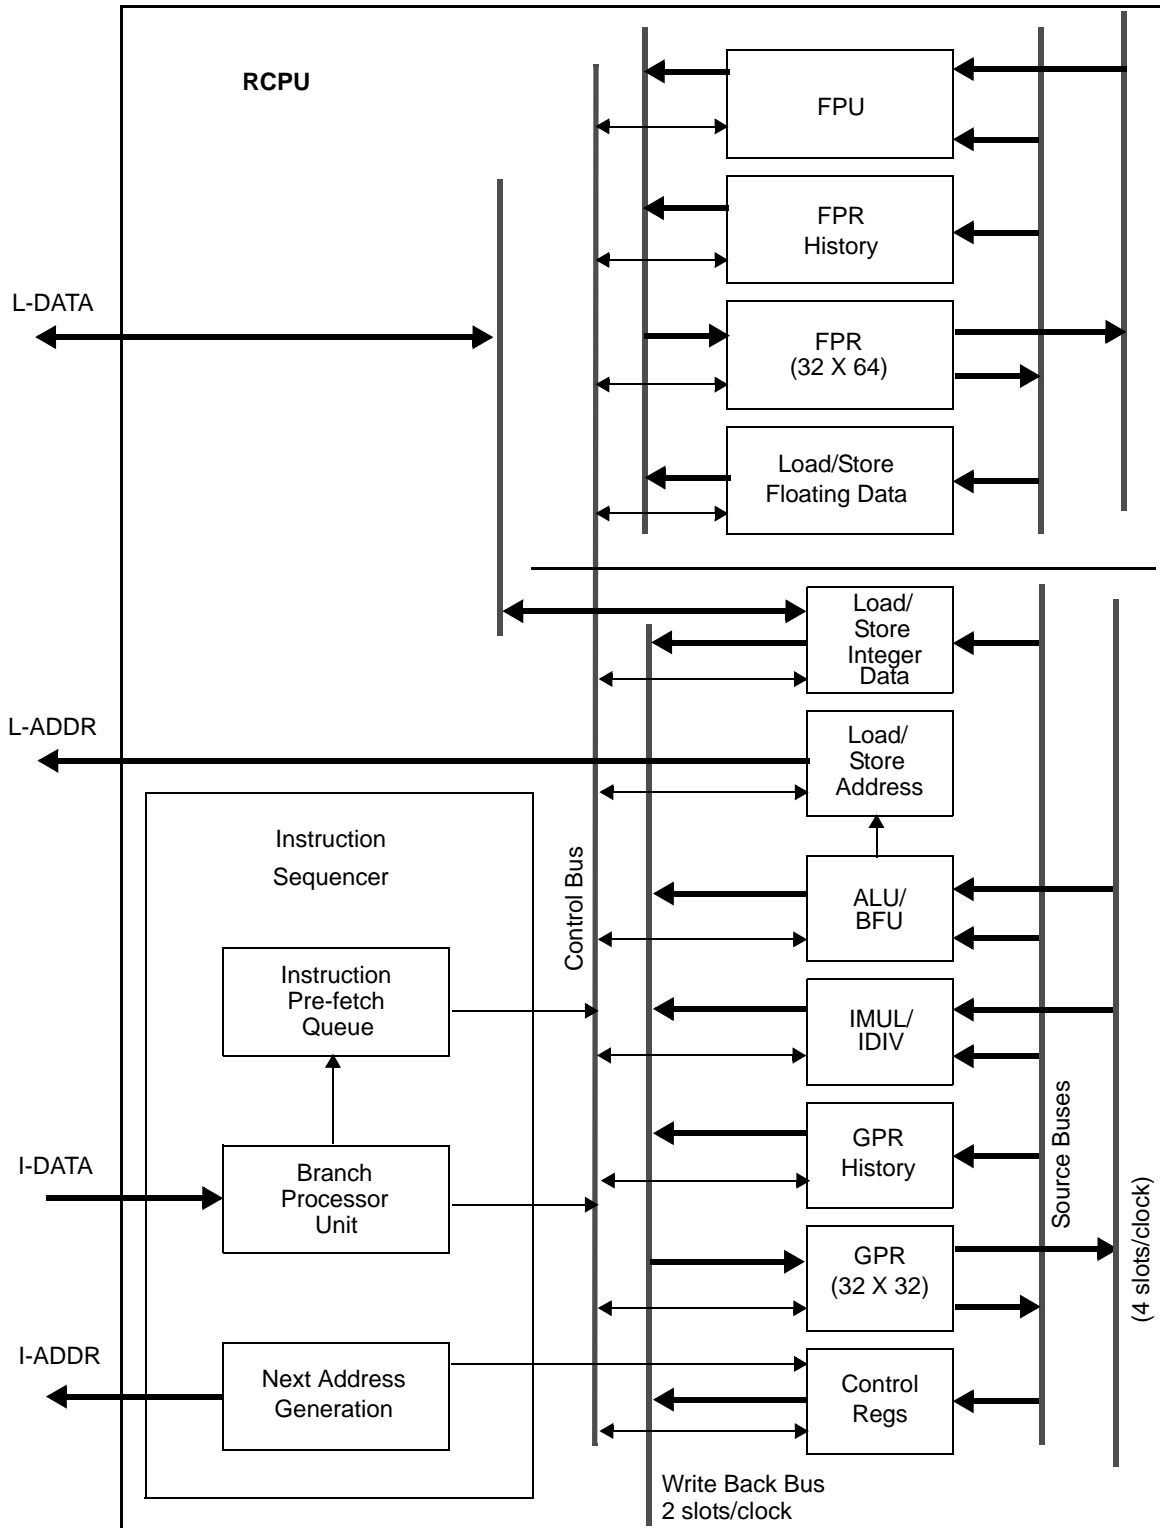 RCPU
FPU
FPR
History
L-DATA
FPR
(32 X 64)
Load/Store
Floating Data
Load/
Store
Integer
Data
L-ADDR
Load/
Store
Address
Instruction
Sequencer
Control Bus
ALU/
BFU
Instruction
Pre-fetch
Queue
IMUL/
IDIV
I-DATA
Branch
Processor
Unit
GPR
History
Source Buses
(4 slots/clock)
GPR
(32 X 32)
I-ADDR
Next Address
Generation
Control
Regs
Write Back Bus
2 slots/clock